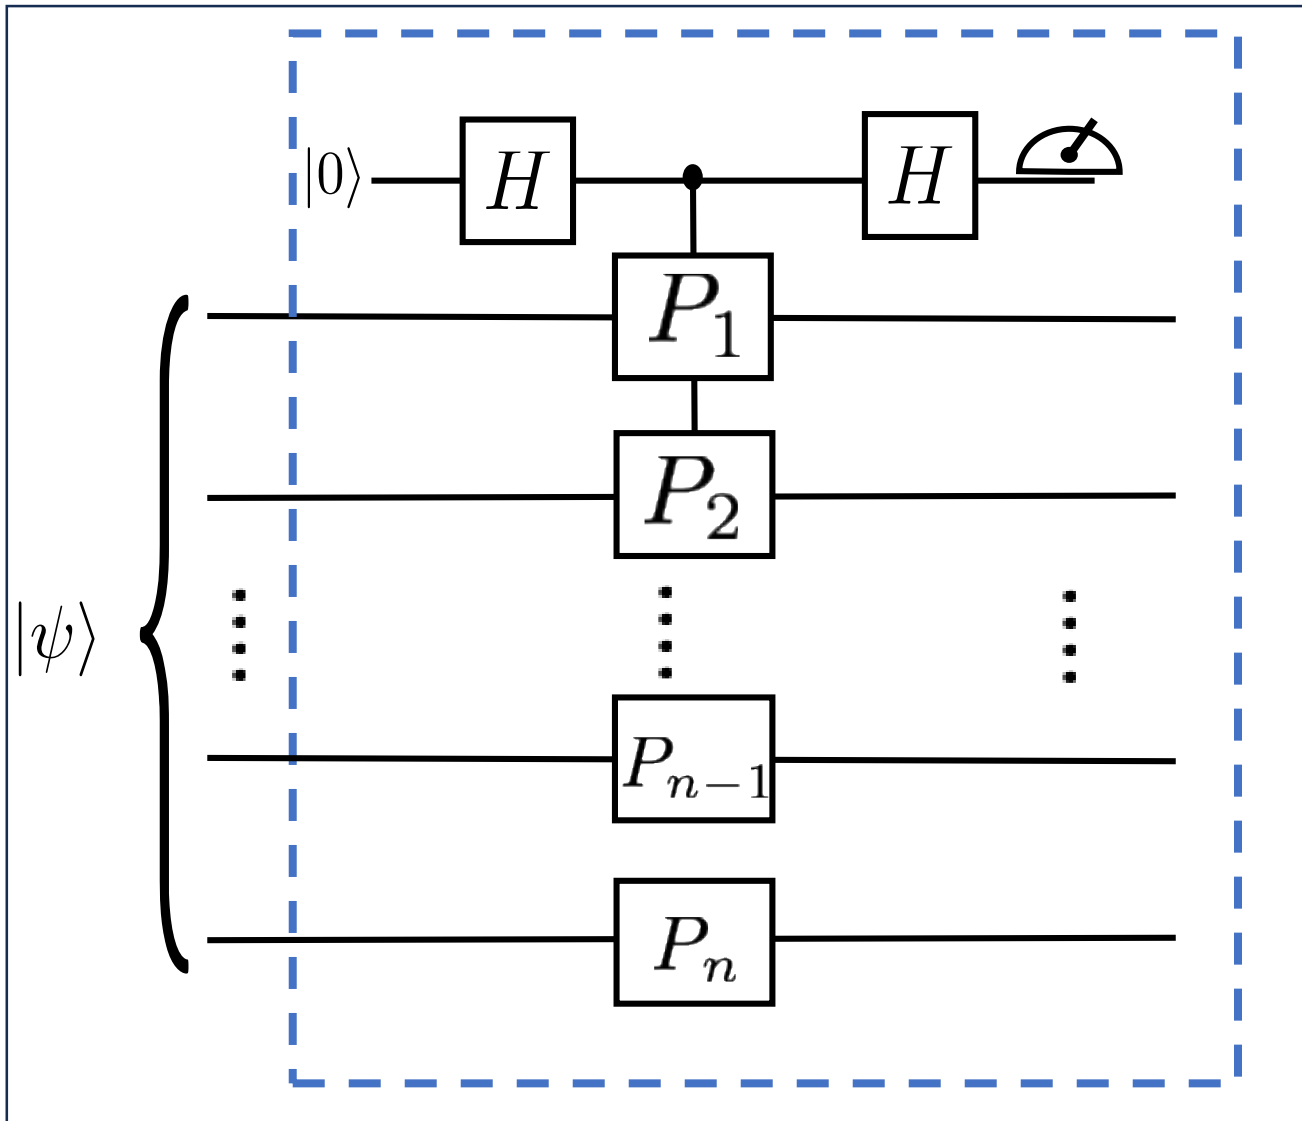 |0⟩ H H
P₁
P₂
|ψ⟩
Pₙ₋₁
Pₙ